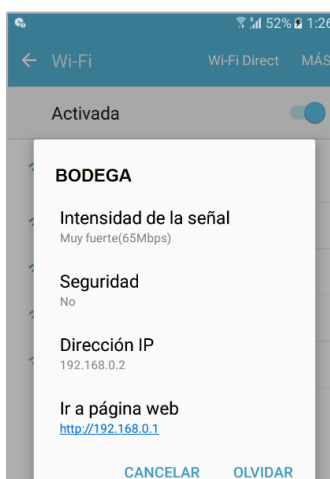 52% 1:26
Wi-Fi Wi-Fi Direct MÁS
Activada
BODEGA
Intensidad de la señal
Muy fuerte(65Mbps)
Seguridad
No
Dirección IP
192.168.0.2
Ir a página web
http://192.168.0.1
CANCELAR OLVIDAR